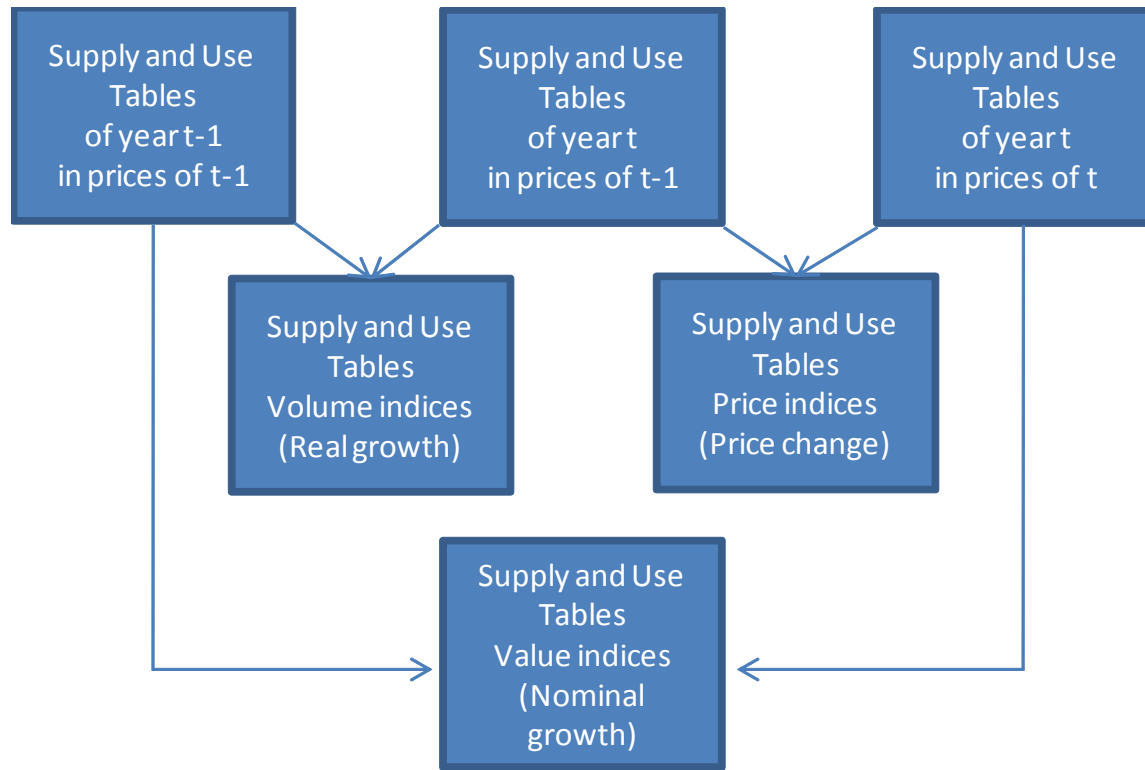 Supply and Use
Tables
of year t-1
in prices of t-1
Supply and Use
Tables
of year t
in prices of t-1
Supply and Use
Tables
of year t
in prices of t
Supply and Use
Tables
Volume indices
(Real growth)
Supply and Use
Tables
Price indices
(Price change)
Supply and Use
Tables
Value indices
(Nominal
growth)